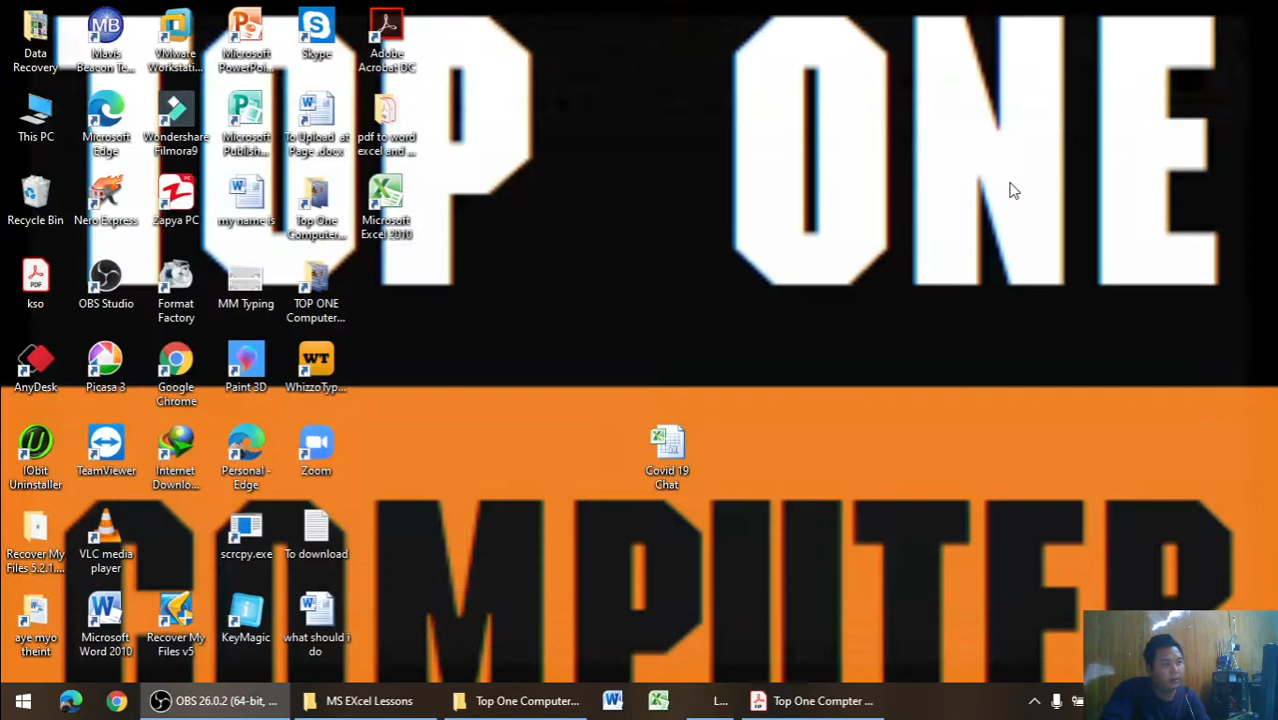 TOP ONE
COMPUTER
Data
Recovery
Mavis
Beacon Te...
VMware
Workstati...
Microsoft
PowerPoi...
Skype
Adobe
Acrobat DC
This PC
Microsoft
Edge
Wondershare
Filmora9
Microsoft
Publish...
To Upload at
Page .docx
pdf to word
excel and ...
Recycle Bin
Nero Express
Zapya PC
my name is
Top One
Computer...
Microsoft
Excel 2010
kso
OBS Studio
Format
Factory
MM Typing
TOP ONE
Computer...
AnyDesk
Picasa 3
Google
Chrome
Paint 3D
WhizzoTyp...
IObit
Uninstaller
TeamViewer
Internet
Downlo...
Personal -
Edge
Zoom
Covid 19
Chat
Recover My
Files 5.2.1....
VLC media
player
scrcpy.exe
To download
aye myo
theint
Microsoft
Word 2010
Recover My
Files v5
KeyMagic
what should i
do
MB
PDF
WT
OBS 26.0.2 (64-bit, ...
MS EXcel Lessons
Top One Computer...
L...
Top One Compter ...